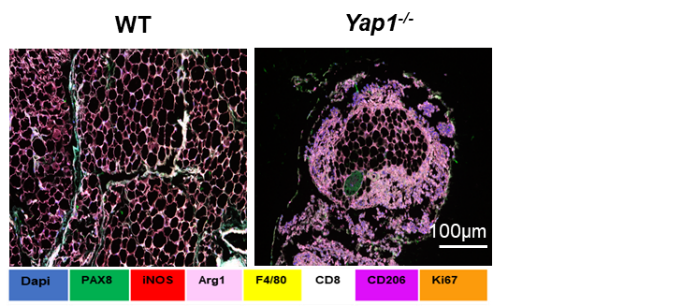 WT
Yap1-/-
100μm
Dapi PAX8 iNOS Arg1 F4/80 CD8 CD206 Ki67